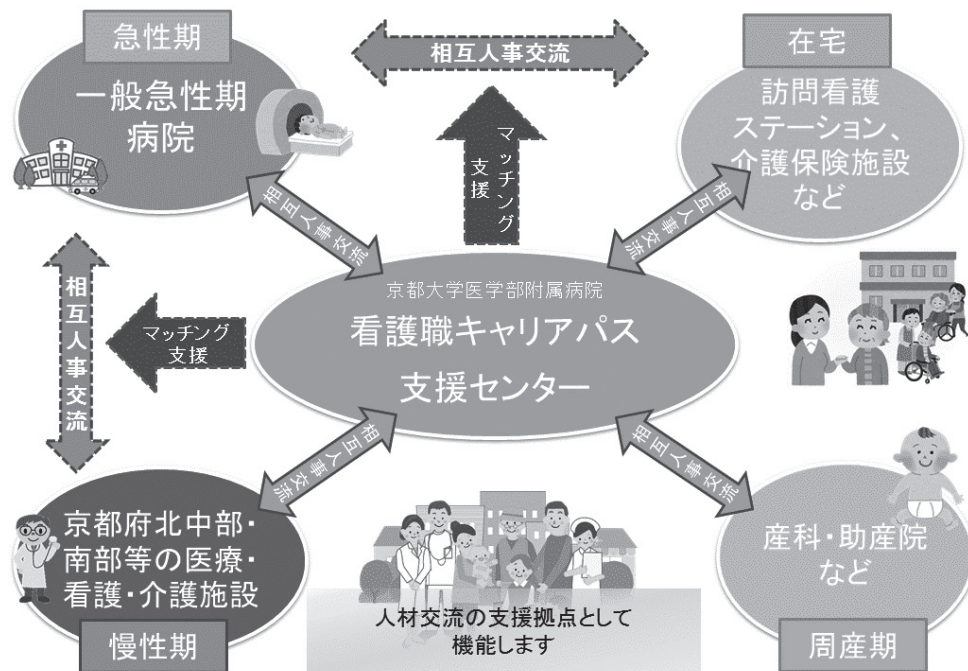 急性期
一般急性期
病院
相互人事交流
在宅
訪問看護
ステーション、
介護保険施設
など
マッチング
支援
相互人事交流
相互人事交流
京都大学医学部附属病院
看護職キャリアパス
支援センター
相互人事交流
マッチング
支援
相互人事交流
相互人事交流
京都府北中部・
南部等の医療・
看護・介護施設
慢性期
人材交流の支援拠点として
機能します
産科・助産院
など
周産期